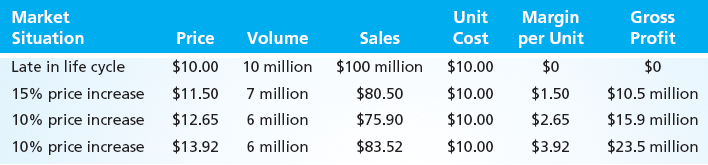 Market Situation Price Volume Sales Unit Cost Margin per Unit Gross Profit
Late in life cycle $10.00 10 million $100 million $10.00 $0 $0
15% price increase $11.50 7 million $80.50 $10.00 $1.50 $10.5 million
10% price increase $12.65 6 million $75.90 $10.00 $2.65 $15.9 million
10% price increase $13.92 6 million $83.52 $10.00 $3.92 $23.5 million